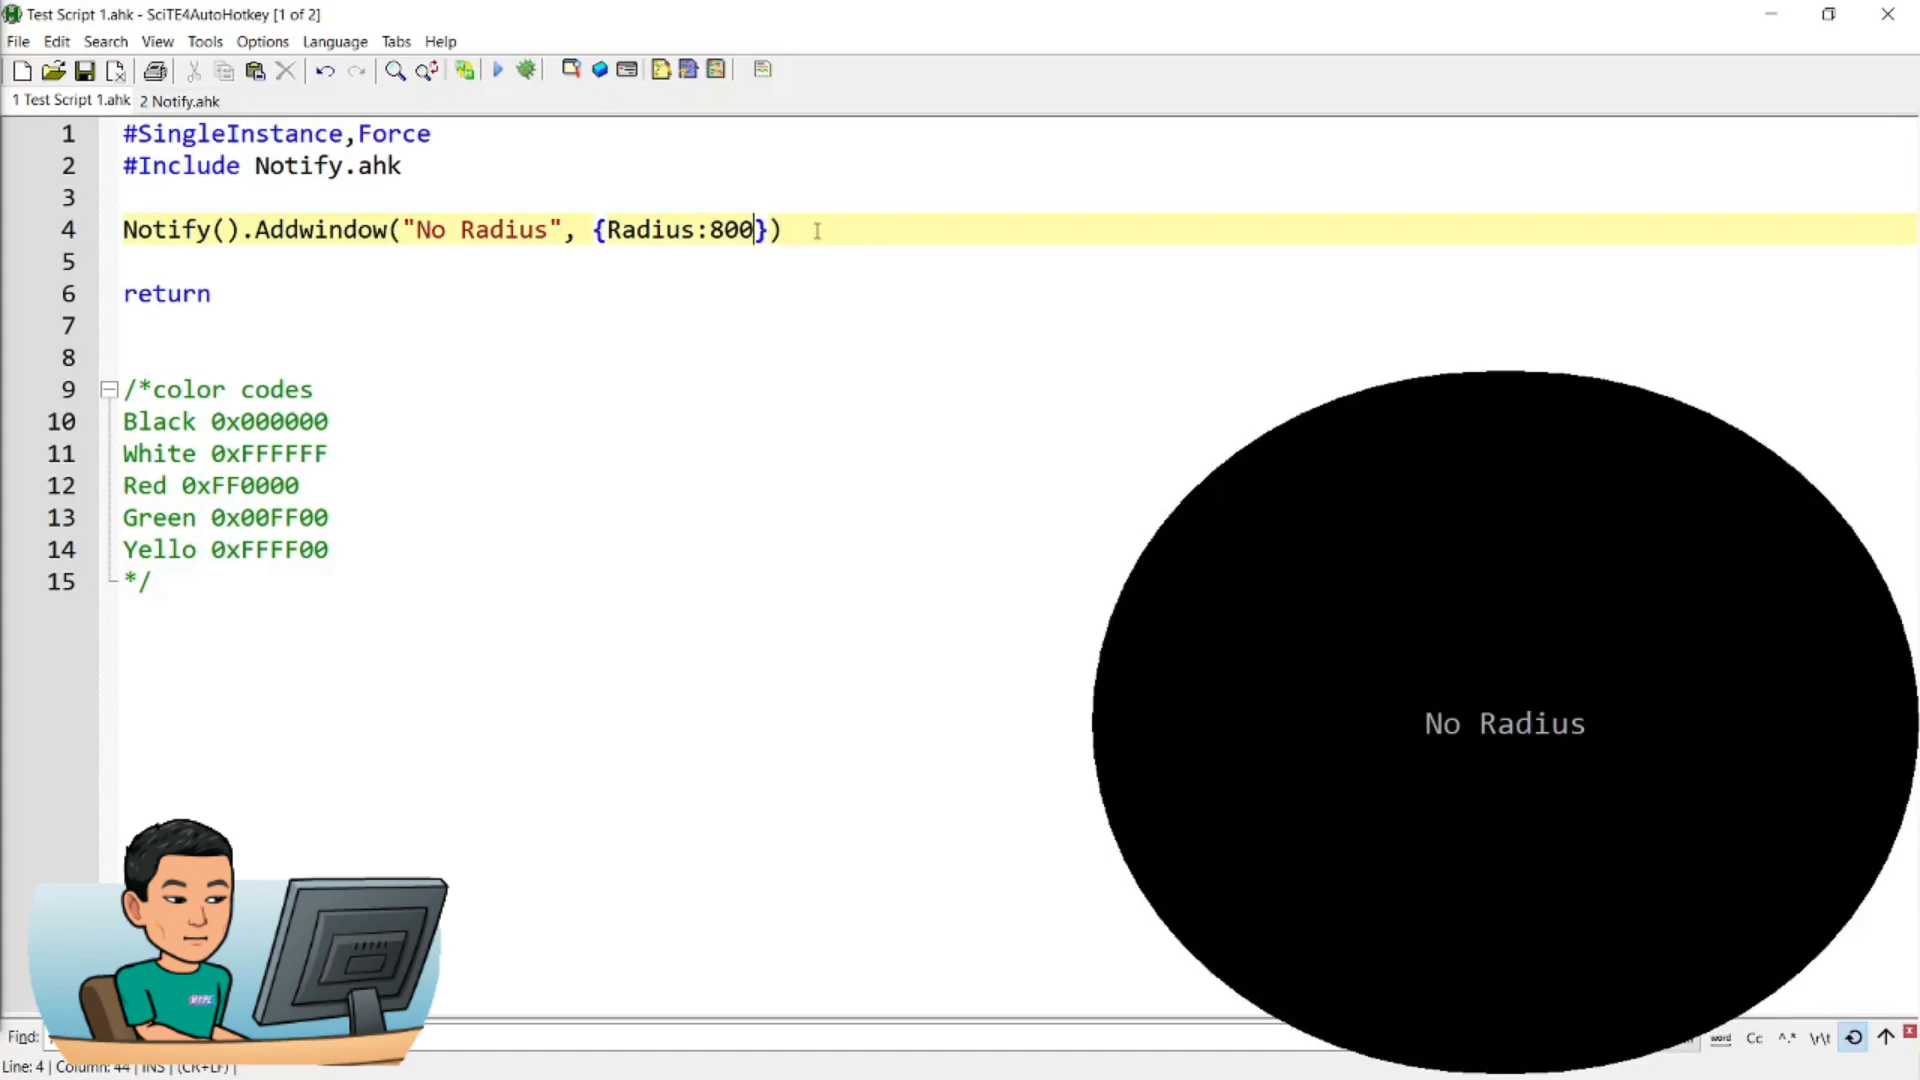 Test Script 1.ahk - SciTE4AutoHotkey [1 of 2]
File Edit Search View Tools Options Language Tabs Help
1 Test Script 1.ahk 2 Notify.ahk
1 #SingleInstance,Force
2 #Include Notify.ahk
3
4 Notify().Addwindow("No Radius", {Radius:800})
5
6 return
7
8
9 /*color codes
10 Black 0x000000
11 White 0xFFFFFF
12 Red 0xFF0000
13 Green 0x00FF00
14 Yello 0xFFFF00
15 */
No Radius
Find: word Cc ^.* \r\t
Line: 4 | Column: 44 | INS | (CR+LF) |